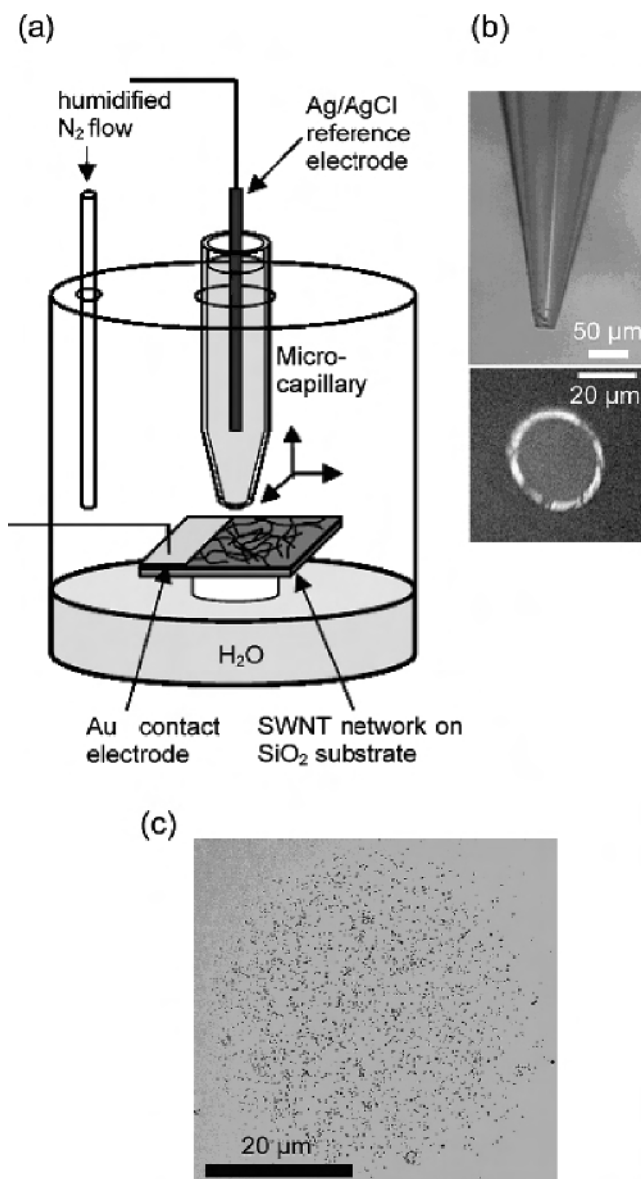 (a)
humidified
N₂ flow
Ag/AgCl
reference
electrode
Micro-
capillary
H₂O
Au contact
electrode
SWNT network on
SiO₂ substrate
(b)
50 µm
20 µm
(c)
20 µm